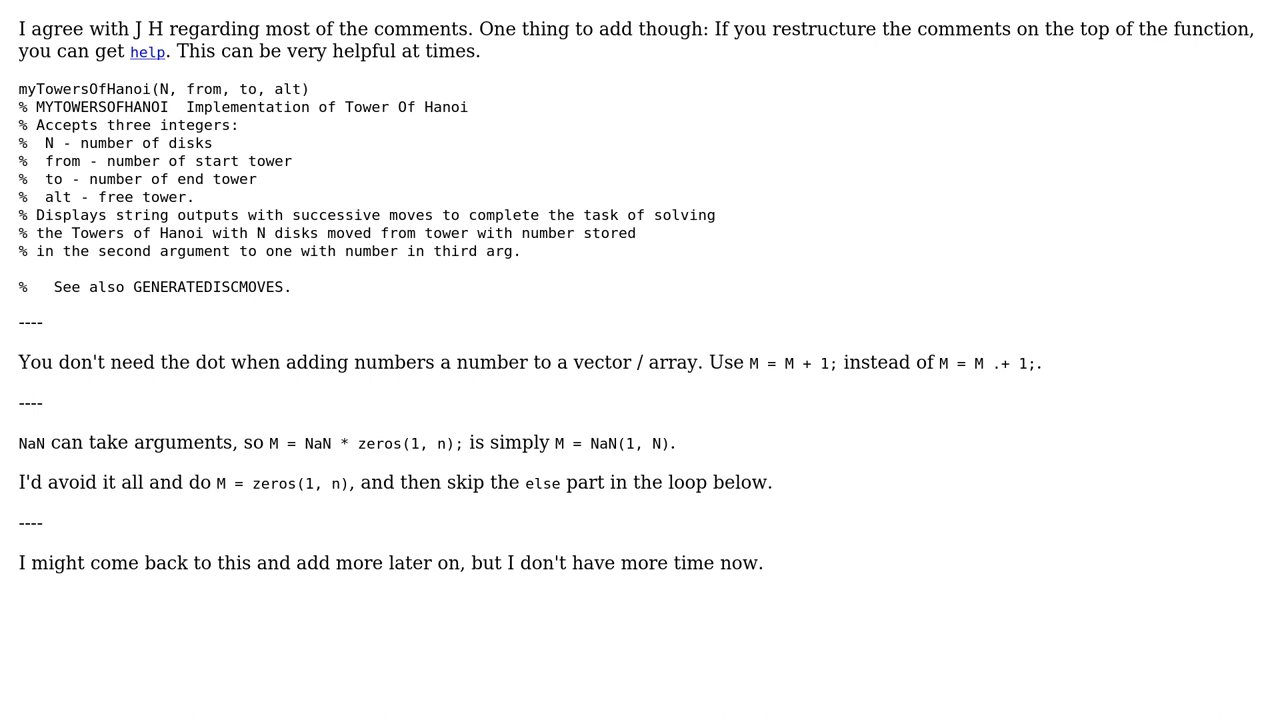 I agree with J H regarding most of the comments. One thing to add though: If you restructure the comments on the top of the function,
you can get help. This can be very helpful at times.
myTowersOfHanoi(N, from, to, alt)
% MYTOWERSOFHANOI  Implementation of Tower Of Hanoi
% Accepts three integers:
%  N - number of disks
%  from - number of start tower
%  to - number of end tower
%  alt - free tower.
% Displays string outputs with successive moves to complete the task of solving
% the Towers of Hanoi with N disks moved from tower with number stored
% in the second argument to one with number in third arg.
%   See also GENERATEDISCMOVES.
----
You don't need the dot when adding numbers a number to a vector / array. Use M = M + 1; instead of M = M .+ 1;.
----
NaN can take arguments, so M = NaN * zeros(1, n); is simply M = NaN(1, N).
I'd avoid it all and do M = zeros(1, n), and then skip the else part in the loop below.
----
I might come back to this and add more later on, but I don't have more time now.